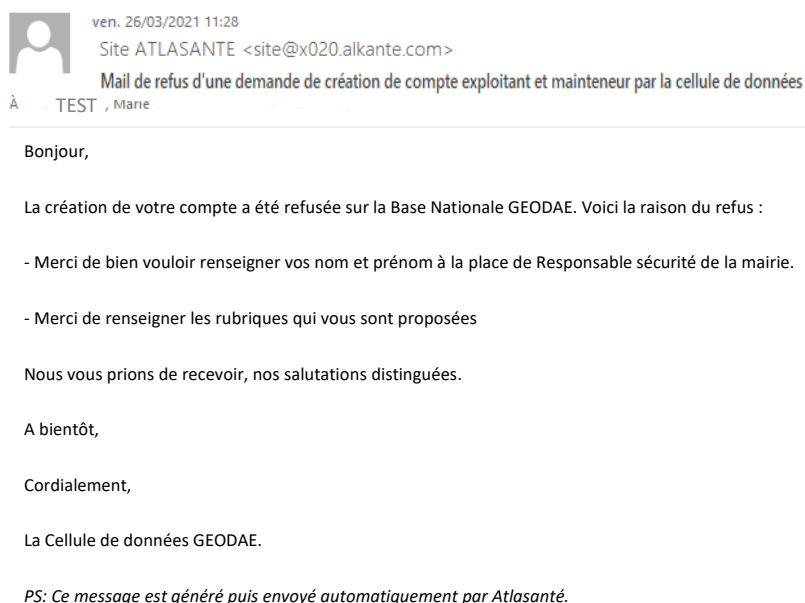 ven. 26/03/2021 11:28
Site ATLASANTE <site@x020.alkante.com>
Mail de refus d'une demande de création de compte exploitant et mainteneur par la cellule de données
À TEST , Marie
Bonjour,
La création de votre compte a été refusée sur la Base Nationale GEODAE. Voici la raison du refus :
- Merci de bien vouloir renseigner vos nom et prénom à la place de Responsable sécurité de la mairie.
- Merci de renseigner les rubriques qui vous sont proposées
Nous vous prions de recevoir, nos salutations distinguées.
A bientôt,
Cordialement,
La Cellule de données GEODAE.
PS: Ce message est généré puis envoyé automatiquement par Atlasanté.